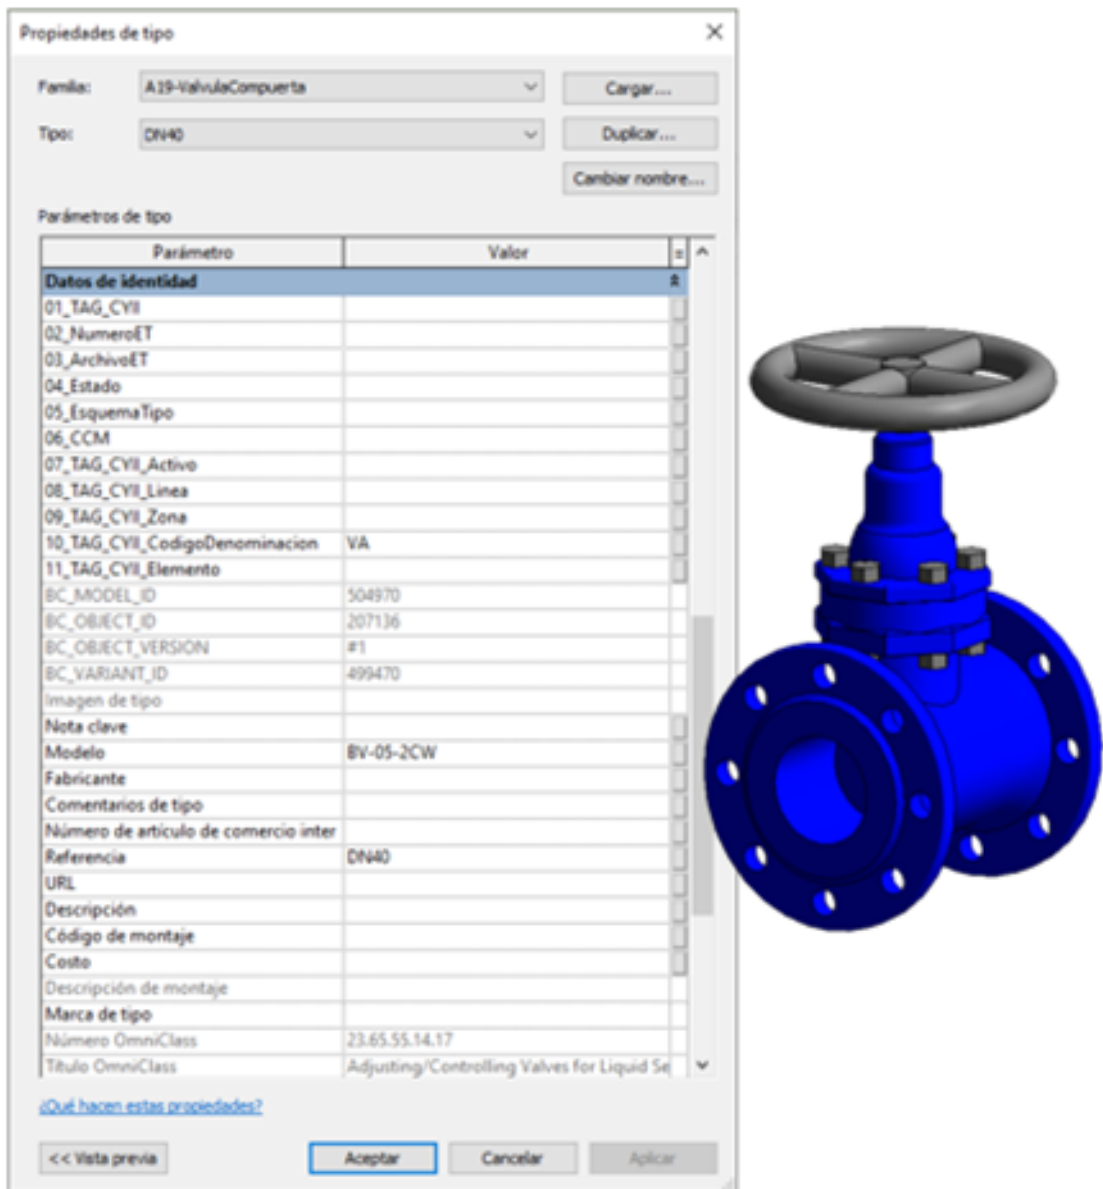 Propiedades de tipo
Familia: A19-ValvulaCompuerta Cargar...
Tipo: DN40 Duplicar...
Cambiar nombre...
Parámetros de tipo
Parámetro Valor =
Datos de identidad
01_TAG_CYII
02_NumeroET
03_ArchivoET
04_Estado
05_EsquemaTipo
06_CCM
07_TAG_CYII_Activo
08_TAG_CYII_Linea
09_TAG_CYII_Zona
10_TAG_CYII_CodigoDenominacion VA
11_TAG_CYII_Elemento
BC_MODEL_ID 504970
BC_OBJECT_ID 207136
BC_OBJECT_VERSION #1
BC_VARIANT_ID 499470
Imagen de tipo
Nota clave
Modelo BV-05-2CW
Fabricante
Comentarios de tipo
Número de artículo de comercio inter
Referencia DN40
URL
Descripción
Código de montaje
Costo
Descripción de montaje
Marca de tipo
Número OmniClass 23.65.55.14.17
Título OmniClass Adjusting/Controlling Valves for Liquid Se
¿Qué hacen estas propiedades?
<< Vista previa Aceptar Cancelar Aplicar